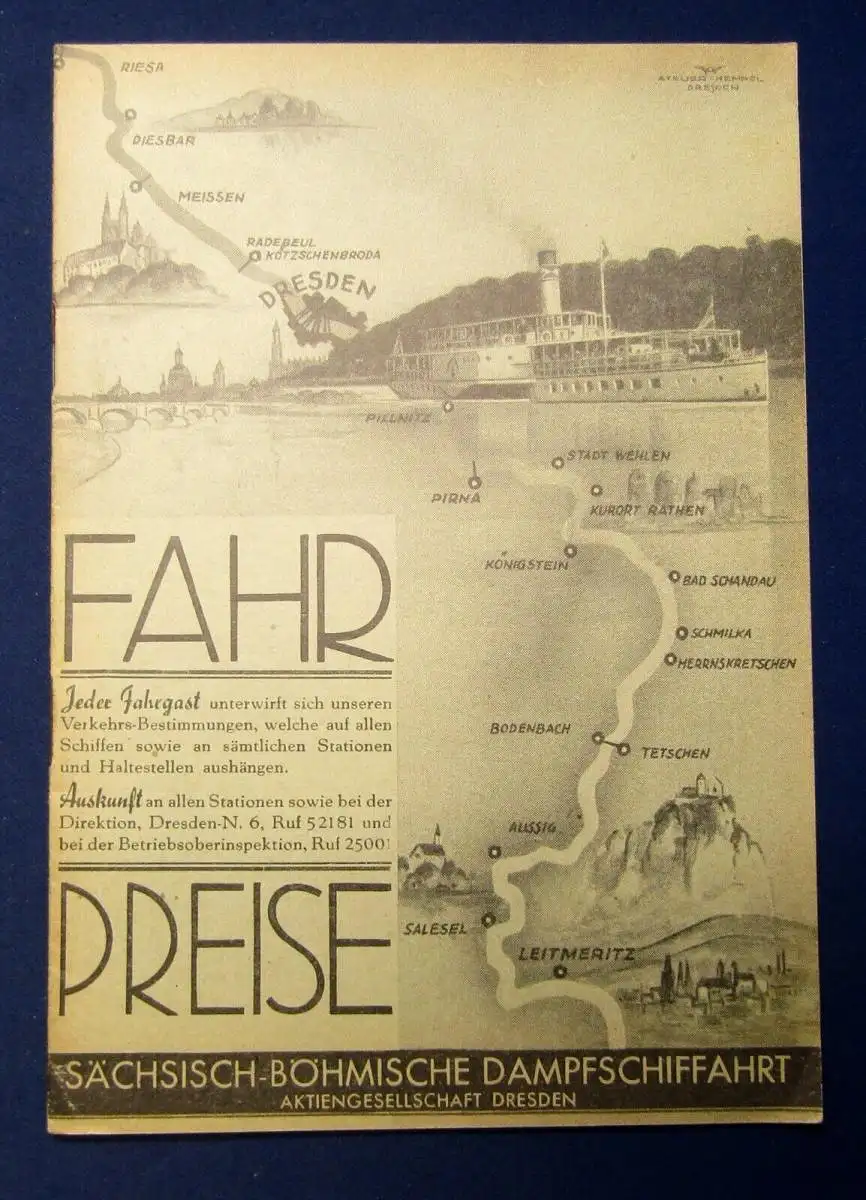 RIESA
ATELIER HEMPEL
DRESDEN
DIESBAR
MEISSEN
RADEBEUL
KÖTZSCHENBRODA
DRESDEN
PILLNITZ
STADT WEHLEN
PIRNA
KURORT RATHEN
KÖNIGSTEIN
BAD SCHANDAU
SCHMILKA
HERRNSKRETSCHEN
BODENBACH
TETSCHEN
AUSSIG
SALESEL
LEITMERITZ
FAHR
Jeder Fahrgast unterwirft sich unseren
Verkehrs-Bestimmungen, welche auf allen
Schiffen sowie an sämtlichen Stationen
und Haltestellen aushängen.
Auskunft an allen Stationen sowie bei der
Direktion, Dresden-N. 6, Ruf 52181 und
bei der Betriebsoberinspektion, Ruf 25001
PREISE
SÄCHSISCH-BÖHMISCHE DAMPFSCHIFFAHRT
AKTIENGESELLSCHAFT DRESDEN